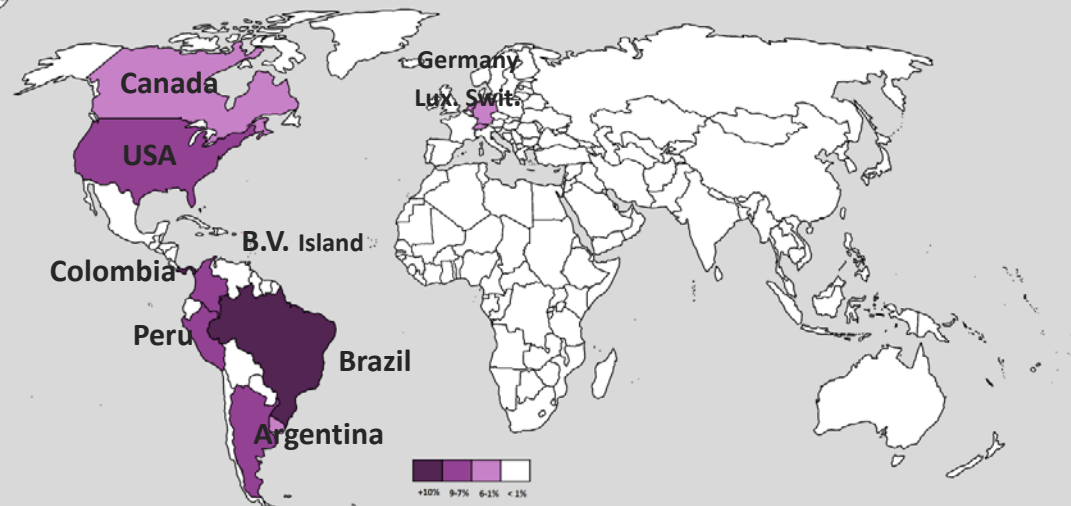 Germany
Canada
Lux. Swit.
USA
B.V. Island
Colombia
Peru
Brazil
Argentina
+10% 9-7% 6-1% < 1%